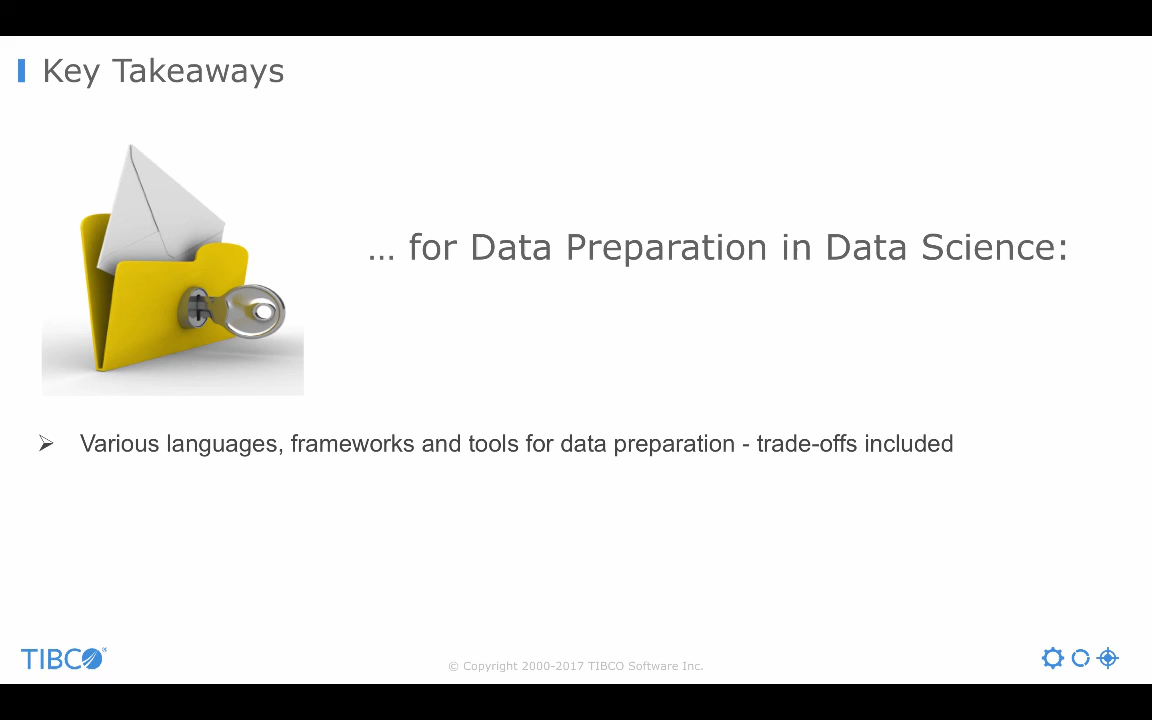 Key Takeaways
… for Data Preparation in Data Science:
➢ Various languages, frameworks and tools for data preparation - trade-offs included
TIBCO®
© Copyright 2000-2017 TIBCO Software Inc.